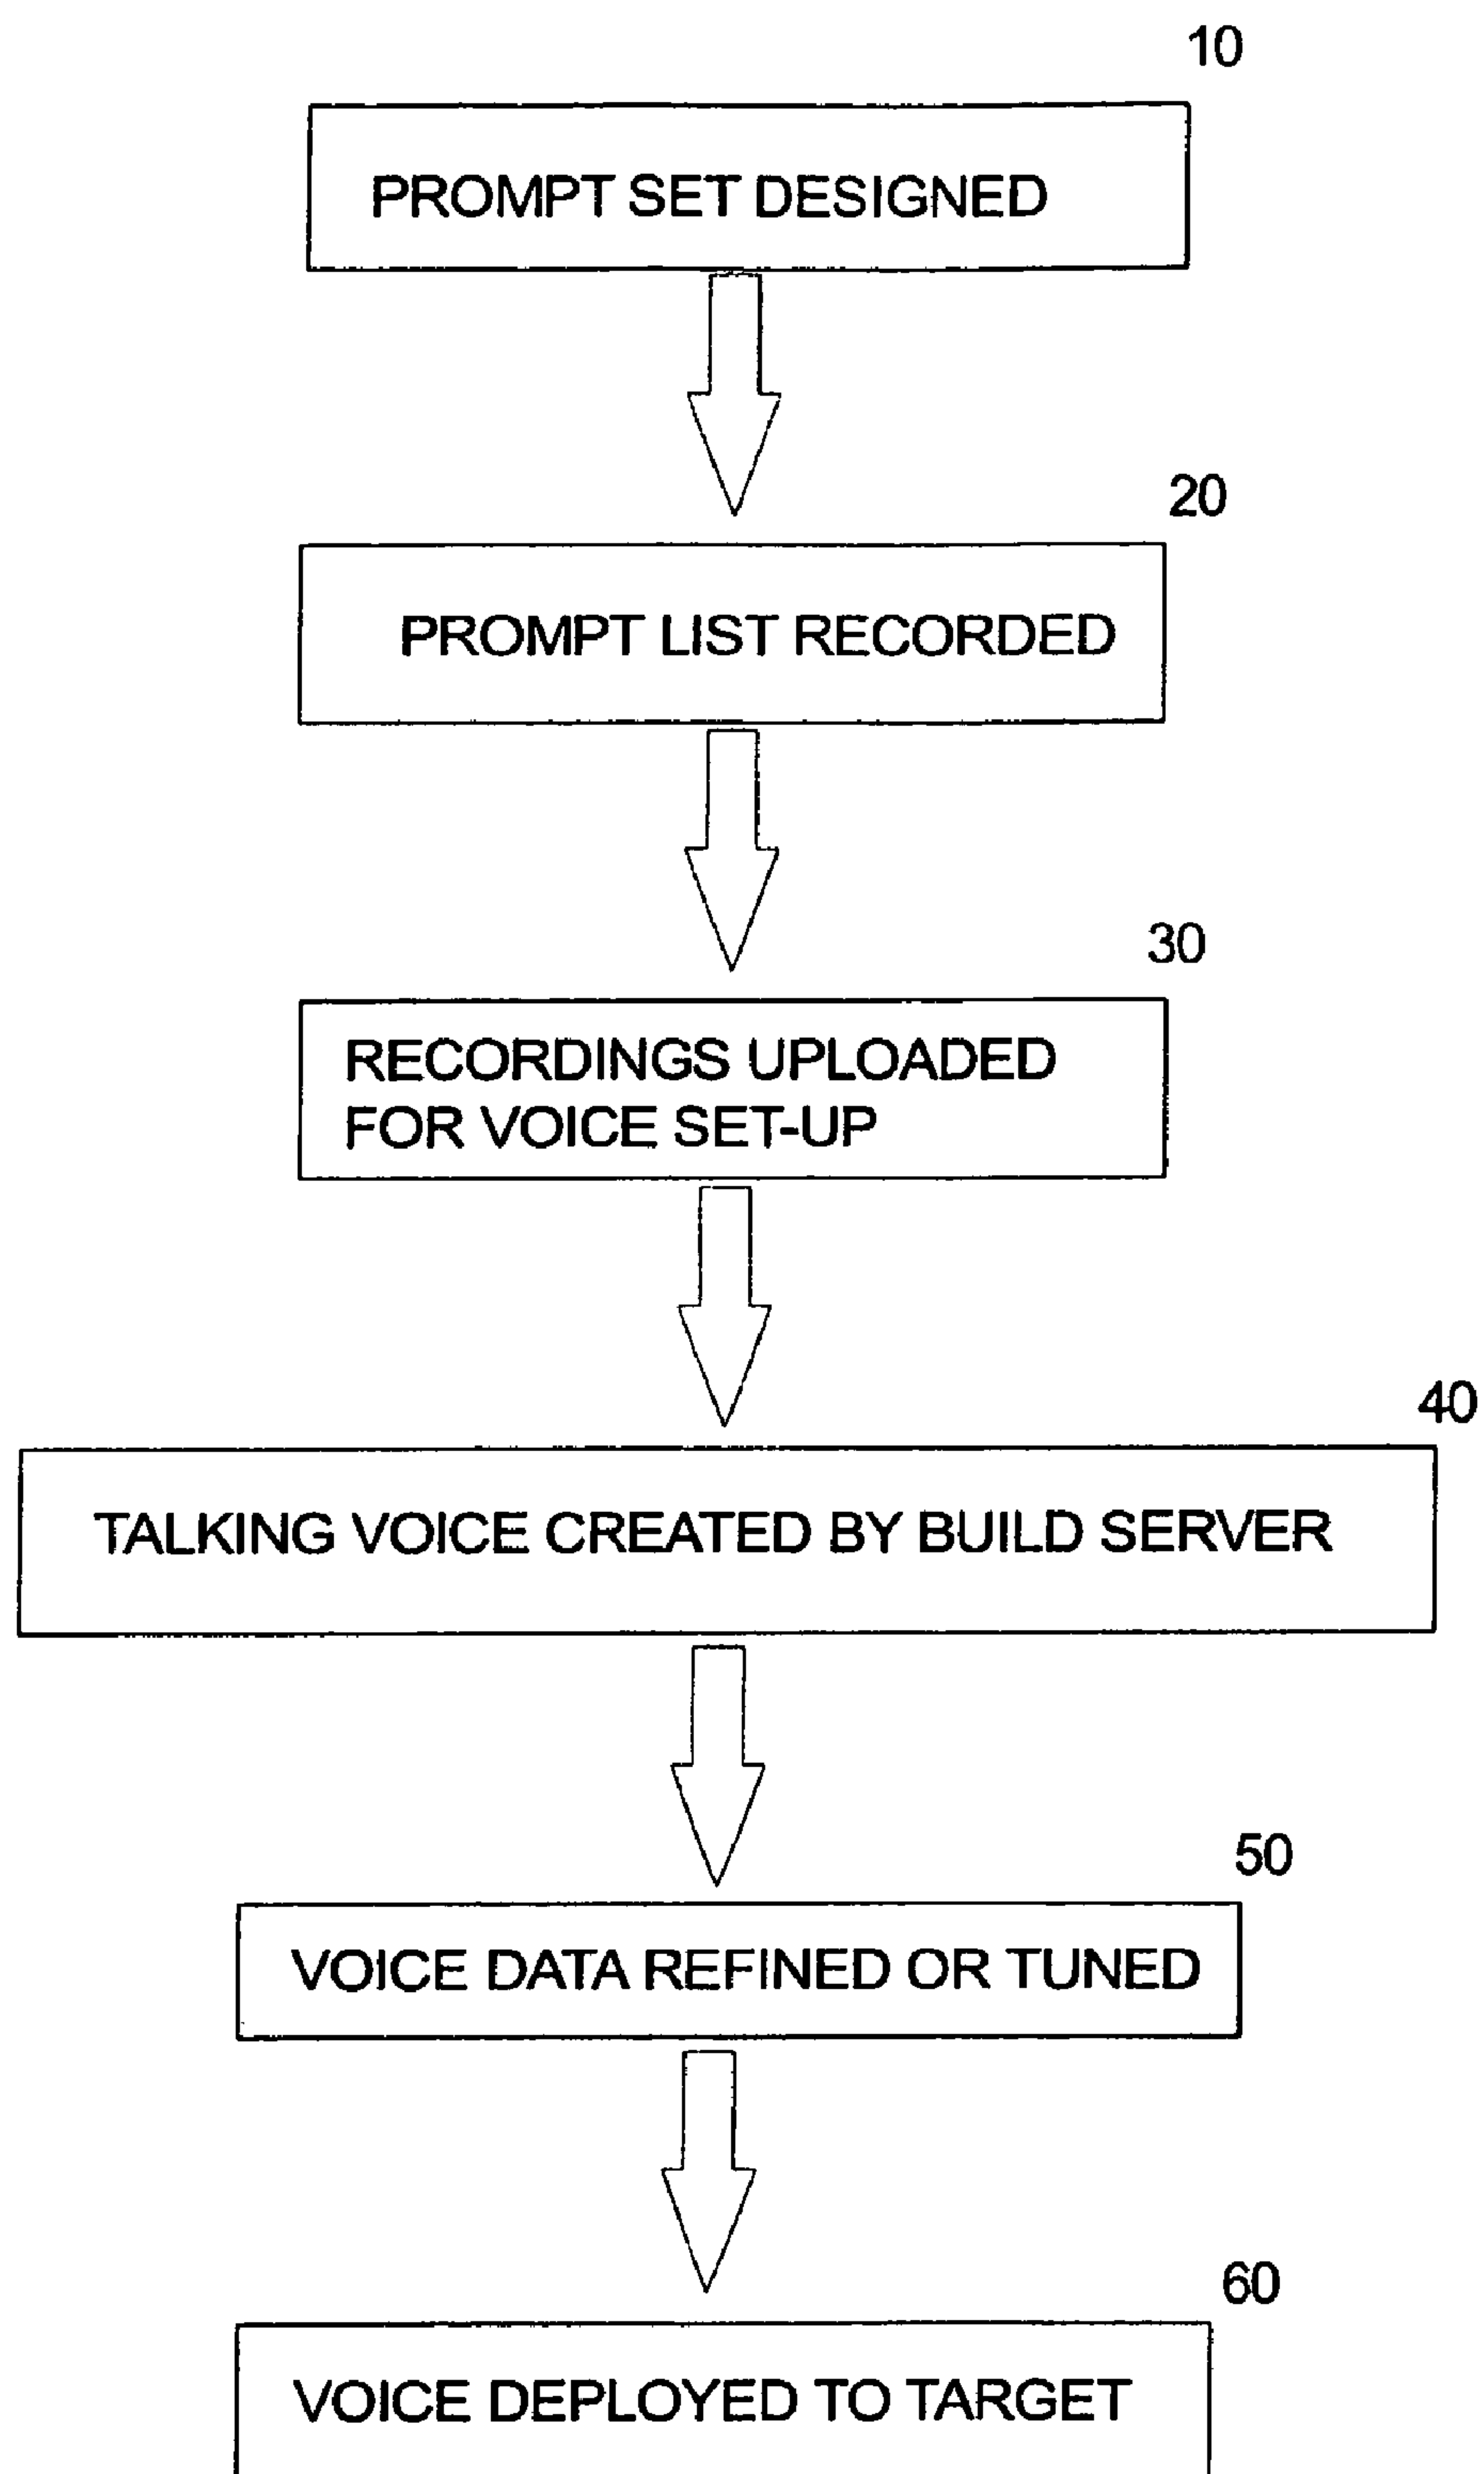 10
PROMPT SET DESIGNED
20
PROMPT LIST RECORDED
30
RECORDINGS UPLOADED
FOR VOICE SET-UP
40
TALKING VOICE CREATED BY BUILD SERVER
50
VOICE DATA REFINED OR TUNED
60
VOICE DEPLOYED TO TARGET